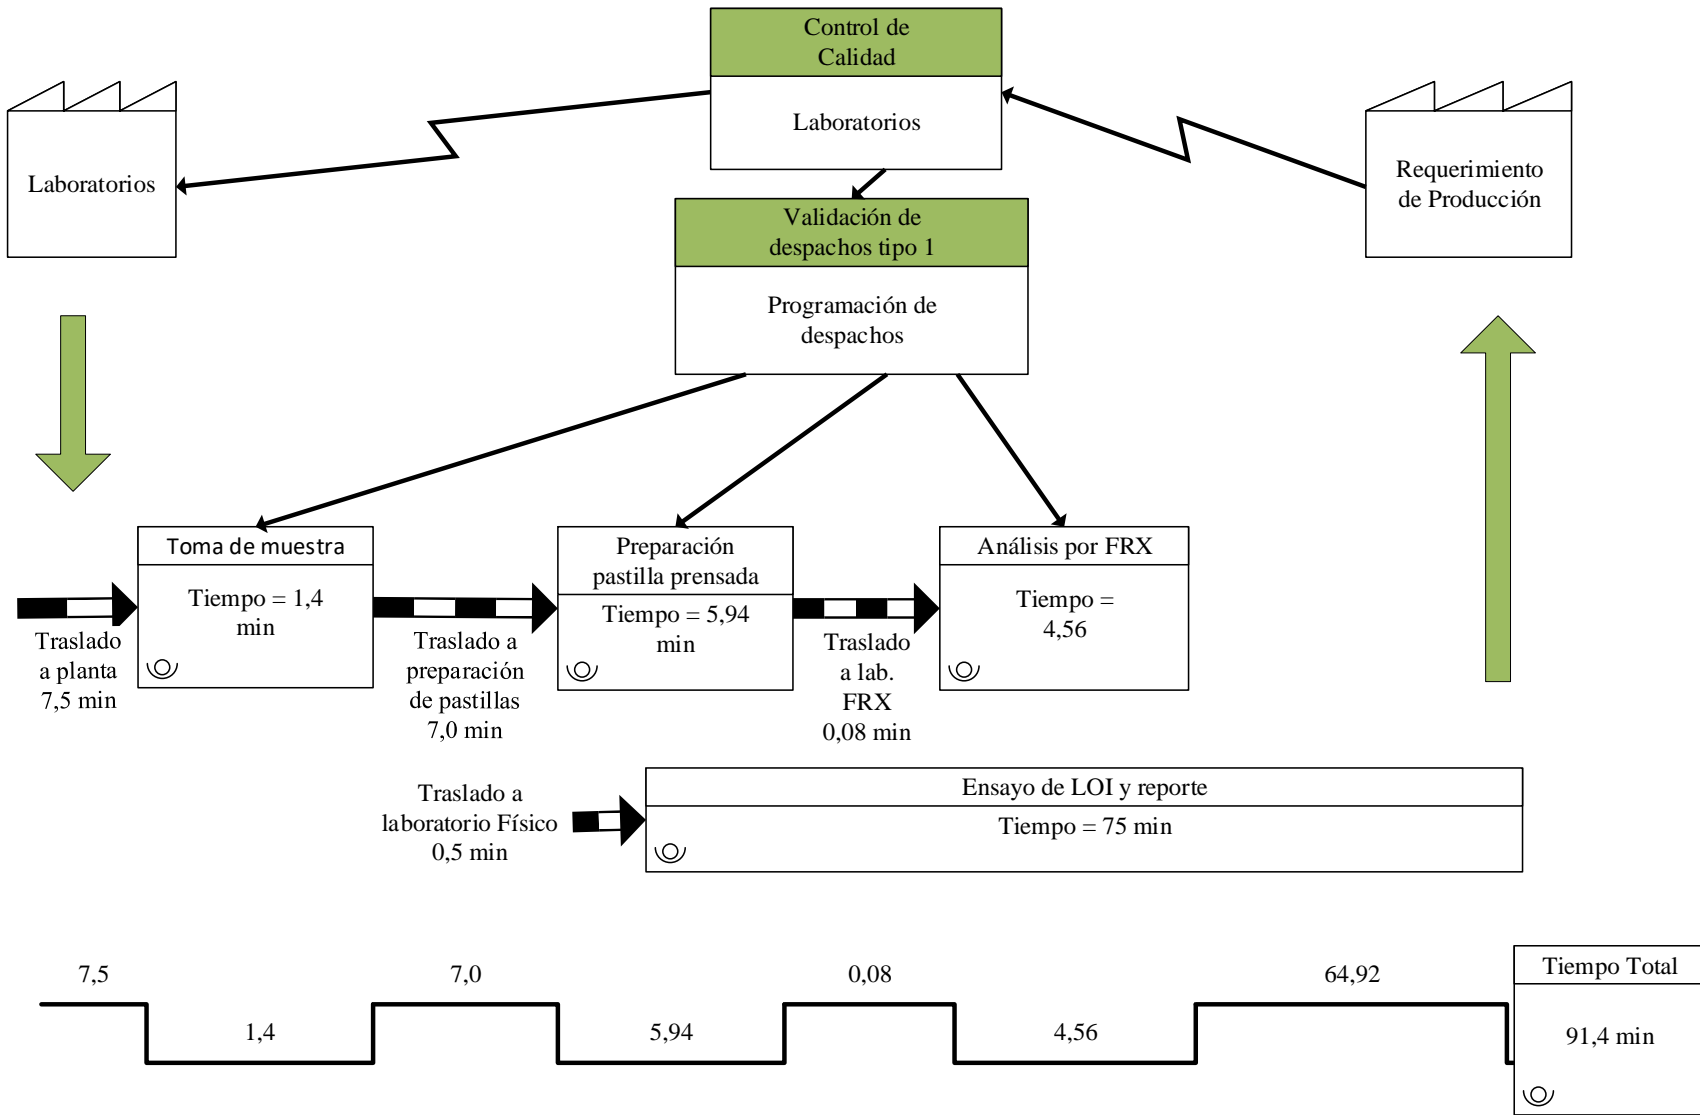 Control de
Calidad
Laboratorios
Laboratorios
Requerimiento
de Producción
Validación de
despachos tipo 1
Programación de
despachos
Toma de muestra
Tiempo = 1,4
min
Preparación
pastilla prensada
Tiempo = 5,94
min
Análisis por FRX
Tiempo =
4,56
Traslado
a planta
7,5 min
Traslado a
preparación
de pastillas
7,0 min
Traslado
a lab.
FRX
0,08 min
Traslado a
laboratorio Físico
0,5 min
Ensayo de LOI y reporte
Tiempo = 75 min
7,5
1,4
7,0
5,94
0,08
4,56
64,92
Tiempo Total
91,4 min